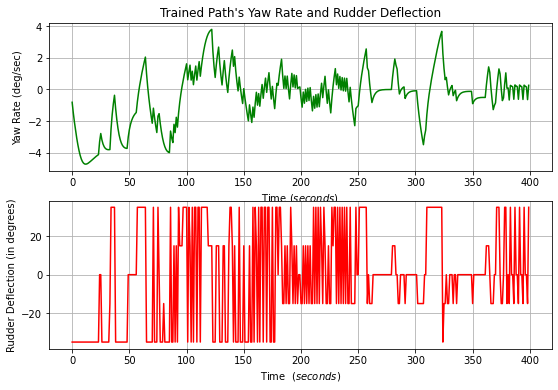 Trained Path's Yaw Rate and Rudder Deflection
Yaw Rate (deg/sec)
4
2
0
−2
−4
0 50 100 150 200 250 300 350 400
Time (seconds)
Rudder Deflection (in degrees)
20
0
−20
0 50 100 150 200 250 300 350 400
Time (seconds)